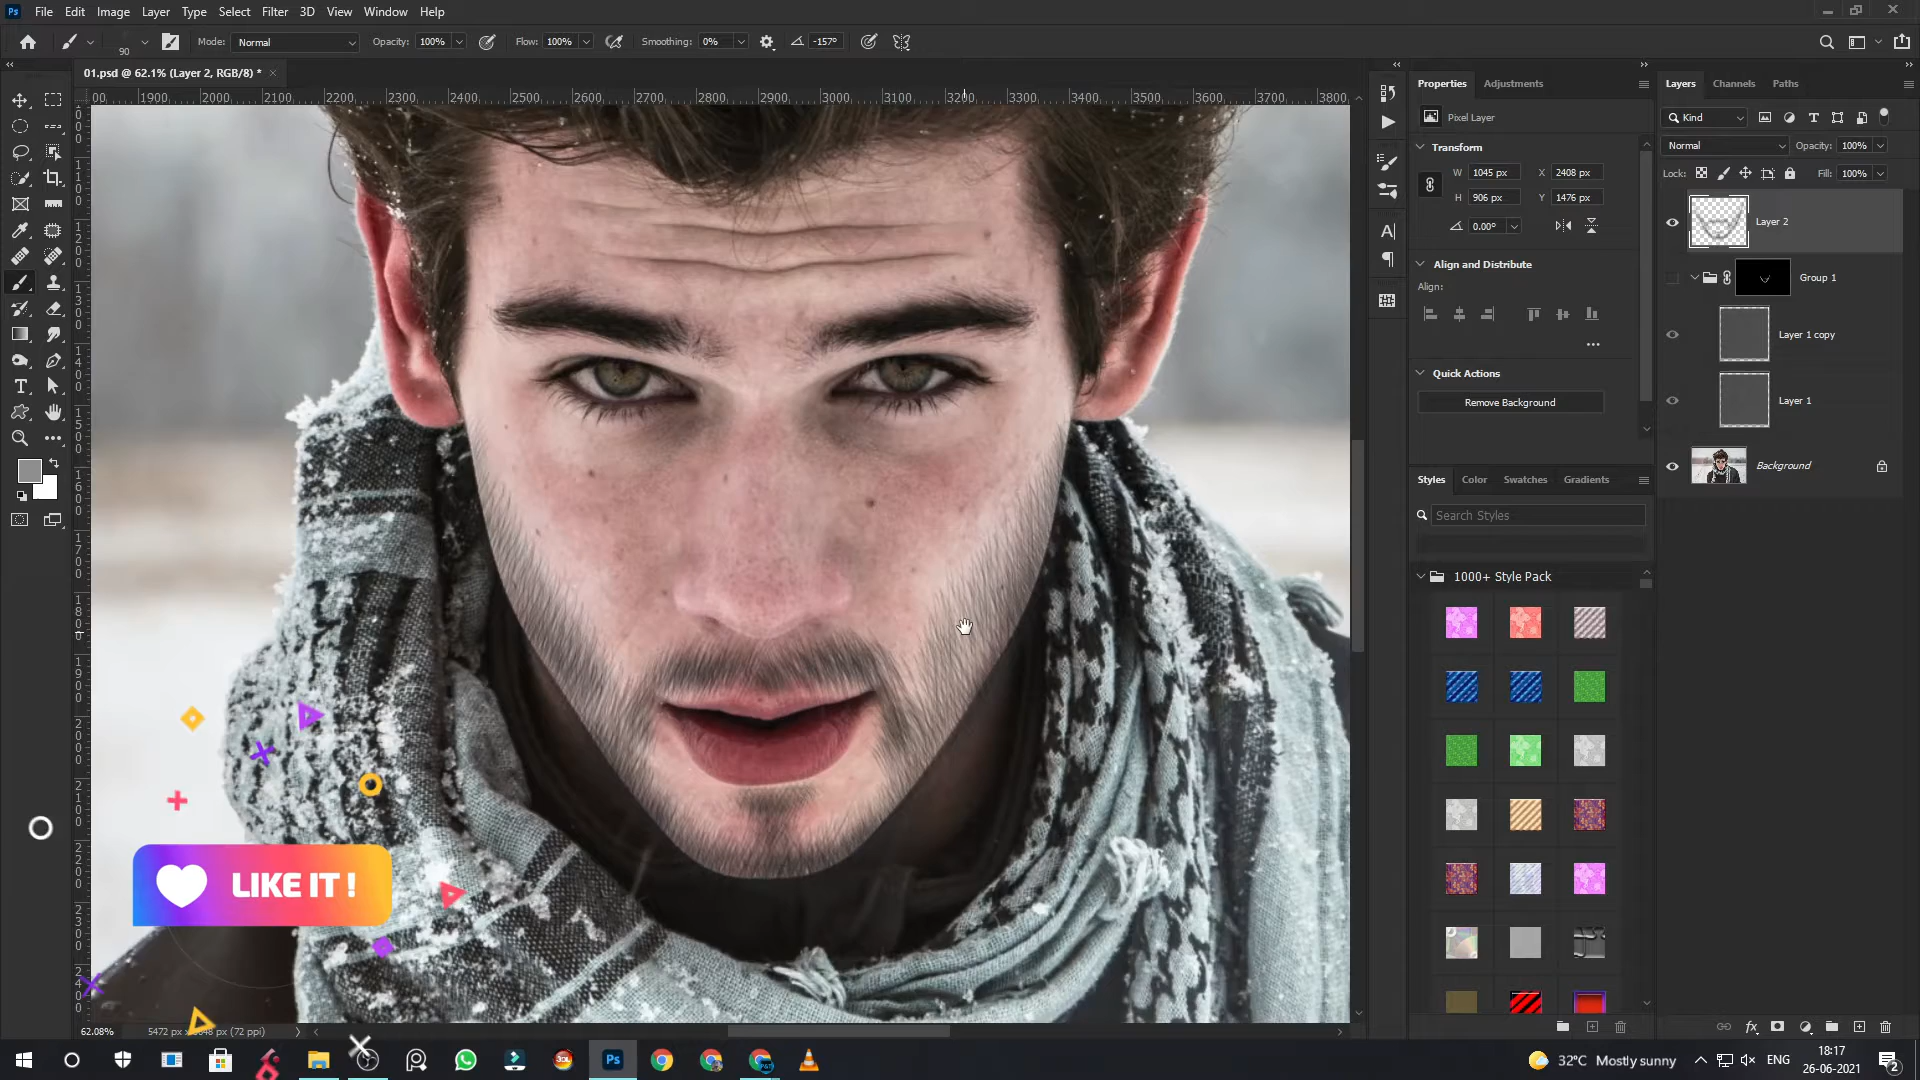 Ps File Edit Image Layer Type Select Filter 3D View Window Help
90 Mode: Normal Opacity: 100% Flow: 100% Smoothing: 0% -157°
01.psd @ 62.1% (Layer 2, RGB/8) *
00 1900 2000 2100 2200 2300 2400 2500 2600 2700 2800 2900 3000 3100 3200 3300 3400 3500 3600 3700 3800
Properties Adjustments
Pixel Layer
Transform
W 1045 px X 2408 px
H 906 px Y 1476 px
0.00°
Align and Distribute
Align:
Quick Actions
Remove Background
Styles Color Swatches Gradients
Search Styles
1000+ Style Pack
Layers Channels Paths
Kind
Normal Opacity: 100%
Lock: Fill: 100%
Layer 2
Group 1
Layer 1 copy
Layer 1
Background
LIKE IT !
62.08%
Ps
32°C Mostly sunny
ENG
18:17
26-06-2021
2